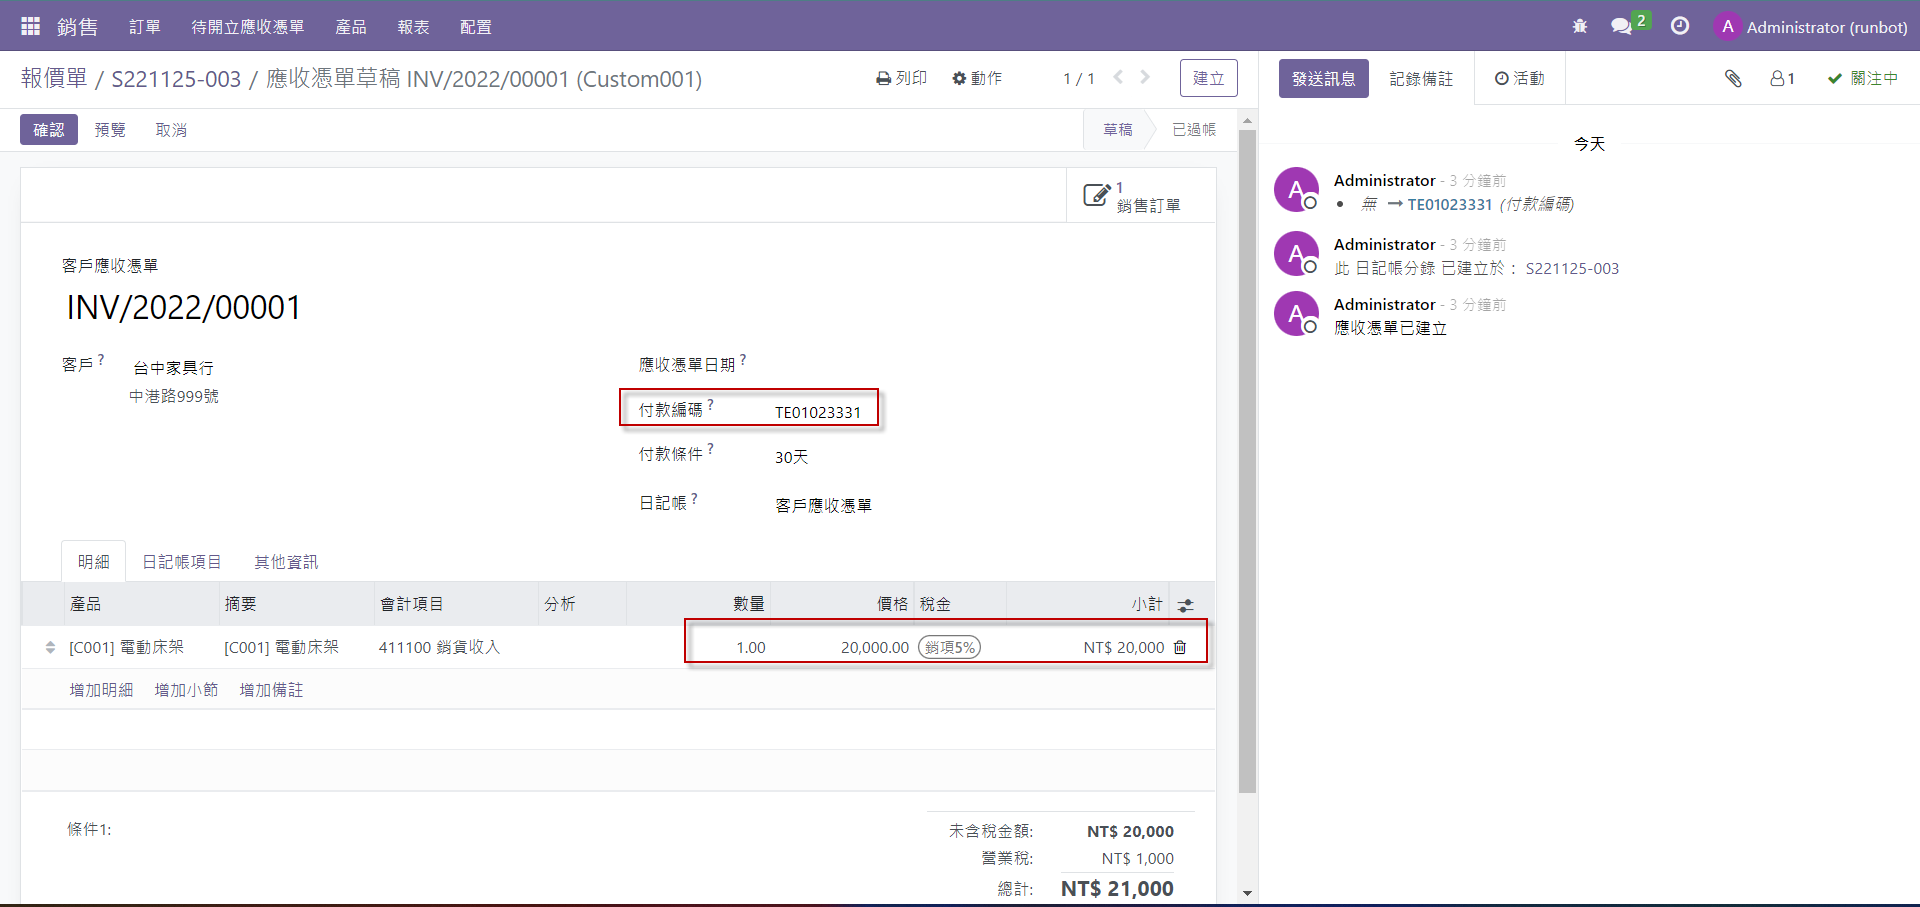 銷售 訂單 待開立應收憑單 產品 報表 配置 2 A Administrator (runbot)
報價單 / S221125-003 / 應收憑單草稿 INV/2022/00001 (Custom001) 列印 動作 1 / 1 建立
確認 預覽 取消 草稿 已過帳
1
銷售訂單
客戶應收憑單
INV/2022/00001
客戶? 台中家具行
中港路999號
應收憑單日期?
付款編碼? TE01023331
付款條件? 30天
日記帳? 客戶應收憑單
明細 日記帳項目 其他資訊
產品 摘要 會計項目 分析 數量 價格 稅金 小計
[C001] 電動床架 [C001] 電動床架 411100 銷貨收入 1.00 20,000.00 銷項5% NT$ 20,000
增加明細 增加小節 增加備註
條件1:
未含稅金額: NT$ 20,000
營業稅: NT$ 1,000
總計: NT$ 21,000
發送訊息 記錄備註 活動 1 關注中
今天
A Administrator - 3 分鐘前
• 無 → TE01023331 (付款編碼)
A Administrator - 3 分鐘前
此 日記帳分錄 已建立於： S221125-003
A Administrator - 3 分鐘前
應收憑單已建立